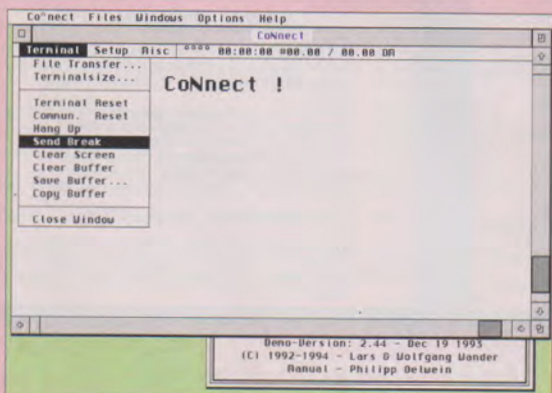 Co°nnect Files Windows Options Help
CoNnect
Terminal Setup Misc °°°° 00:00:00 ¤00.00 / 00.00 DM
File Transfer...
Terminalsize...
CoNnect !
Terminal Reset
Commun. Reset
Hang Up
Send Break
Clear Screen
Clear Buffer
Save Buffer...
Copy Buffer
Close Window
Demo-Version: 2.44 - Dec 19 1993
(C) 1992-1994 - Lars & Wolfgang Wander
Manual - Philipp Oelwein